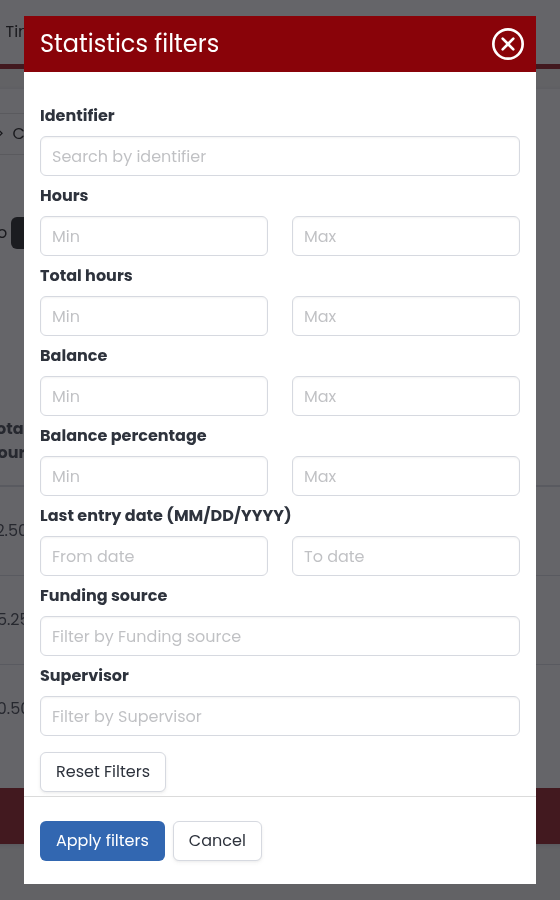 Statistics filters
Identifier
Search by identifier
Hours
Min Max
Total hours
Min Max
Balance
Min Max
Balance percentage
Min Max
Last entry date (MM/DD/YYYY)
From date To date
Funding source
Filter by Funding source
Supervisor
Filter by Supervisor
Reset Filters
Apply filters Cancel